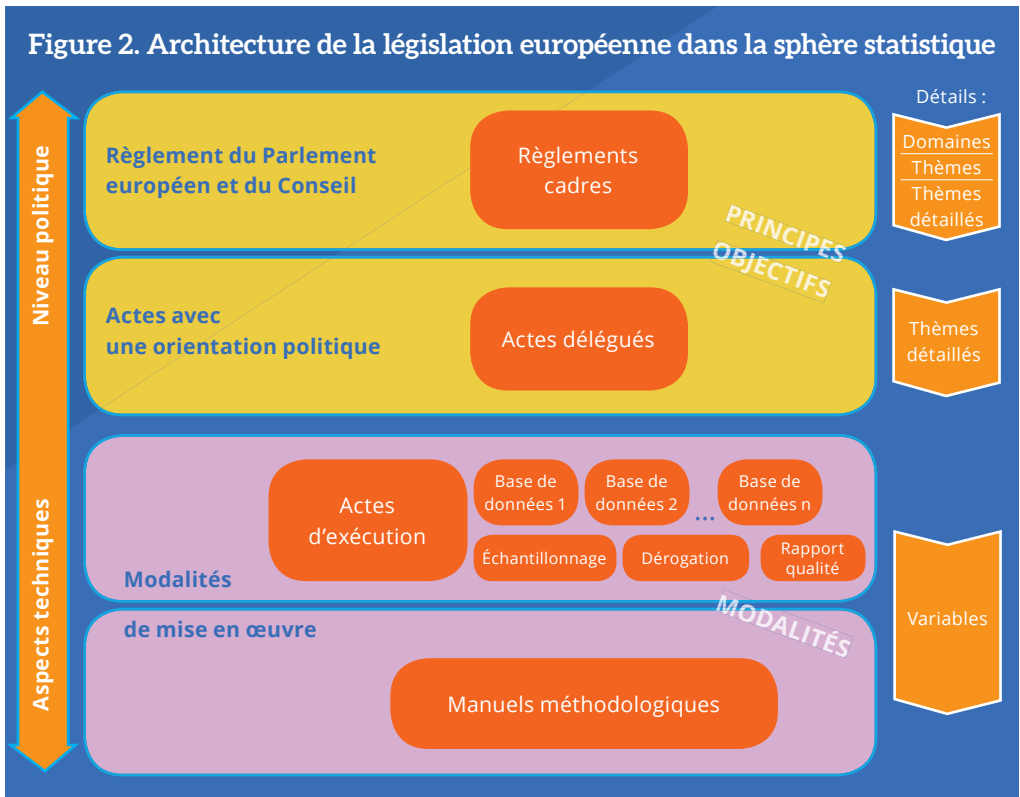 Figure 2. Architecture de la législation européenne dans la sphère statistique
Niveau politique
Aspects techniques
Règlement du Parlement
européen et du Conseil
Règlements
cadres
PRINCIPES
OBJECTIFS
Détails :
Domaines
Thèmes
Thèmes
détaillés
Actes avec
une orientation politique
Actes délégués
Thèmes
détaillés
Modalités
de mise en œuvre
Actes
d'exécution
Base de
données 1
Base de
données 2
...
Base de
données n
Échantillonnage
Dérogation
Rapport
qualité
MODALITÉS
Manuels méthodologiques
Variables